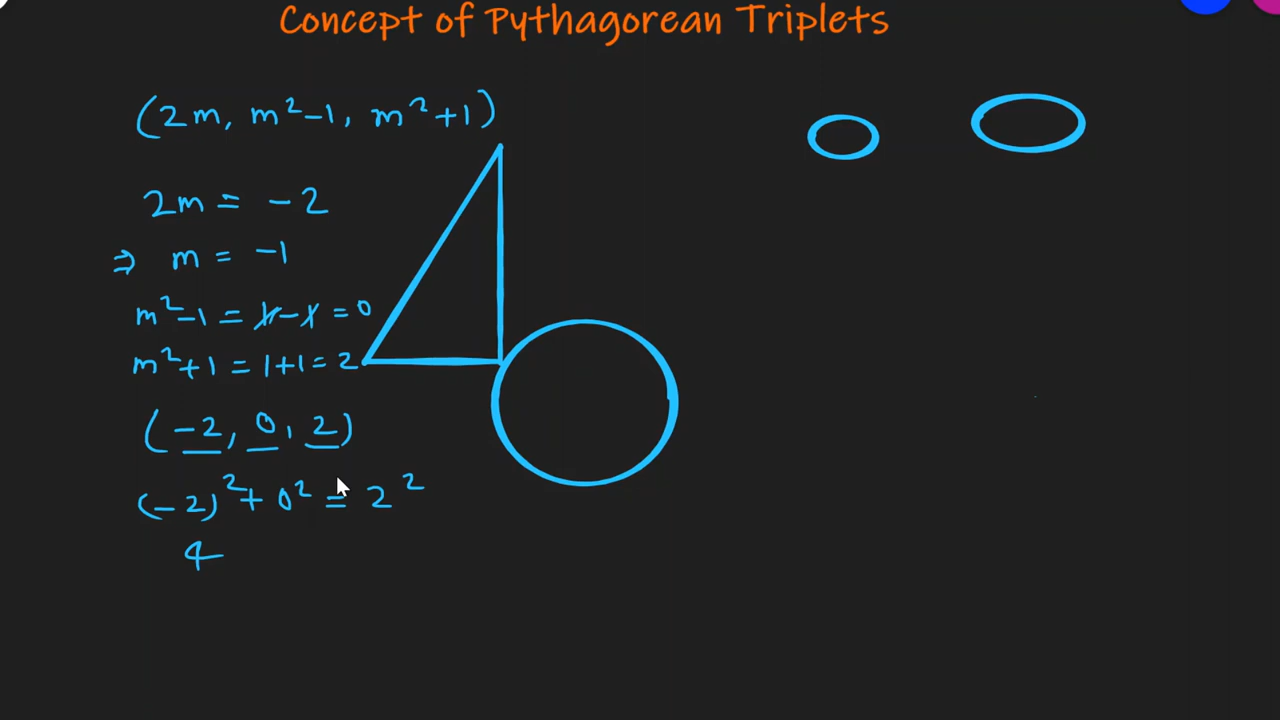 Concept of Pythagorean Triplets
(2m, m²-1, m²+1)
2m = -2
⇒ m = -1
m²-1 = 1-1 = 0
m²+1 = 1+1 = 2
(-2, 0, 2)
(-2)² + 0² = 2²
4